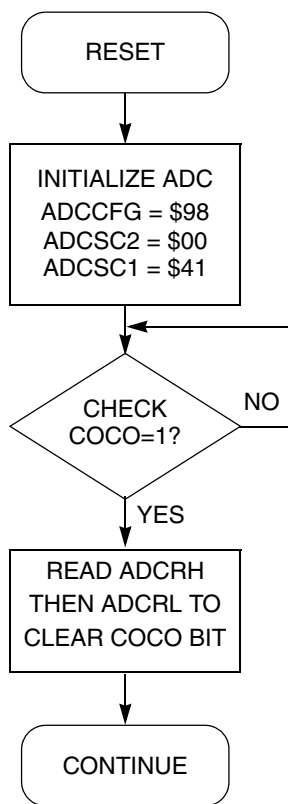 RESET
INITIALIZE ADC
ADCCFG = $98
ADCSC2 = $00
ADCSC1 = $41
CHECK
COCO=1?
NO
YES
READ ADCRH
THEN ADCRL TO
CLEAR COCO BIT
CONTINUE